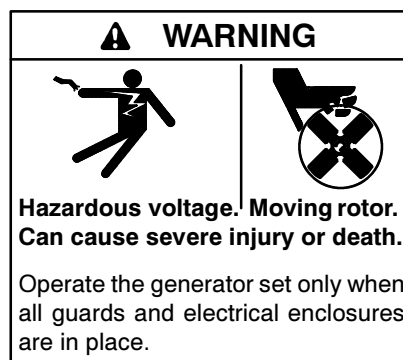 WARNING
Hazardous voltage. Moving rotor.
Can cause severe injury or death.
Operate the generator set only when
all guards and electrical enclosures
are in place.